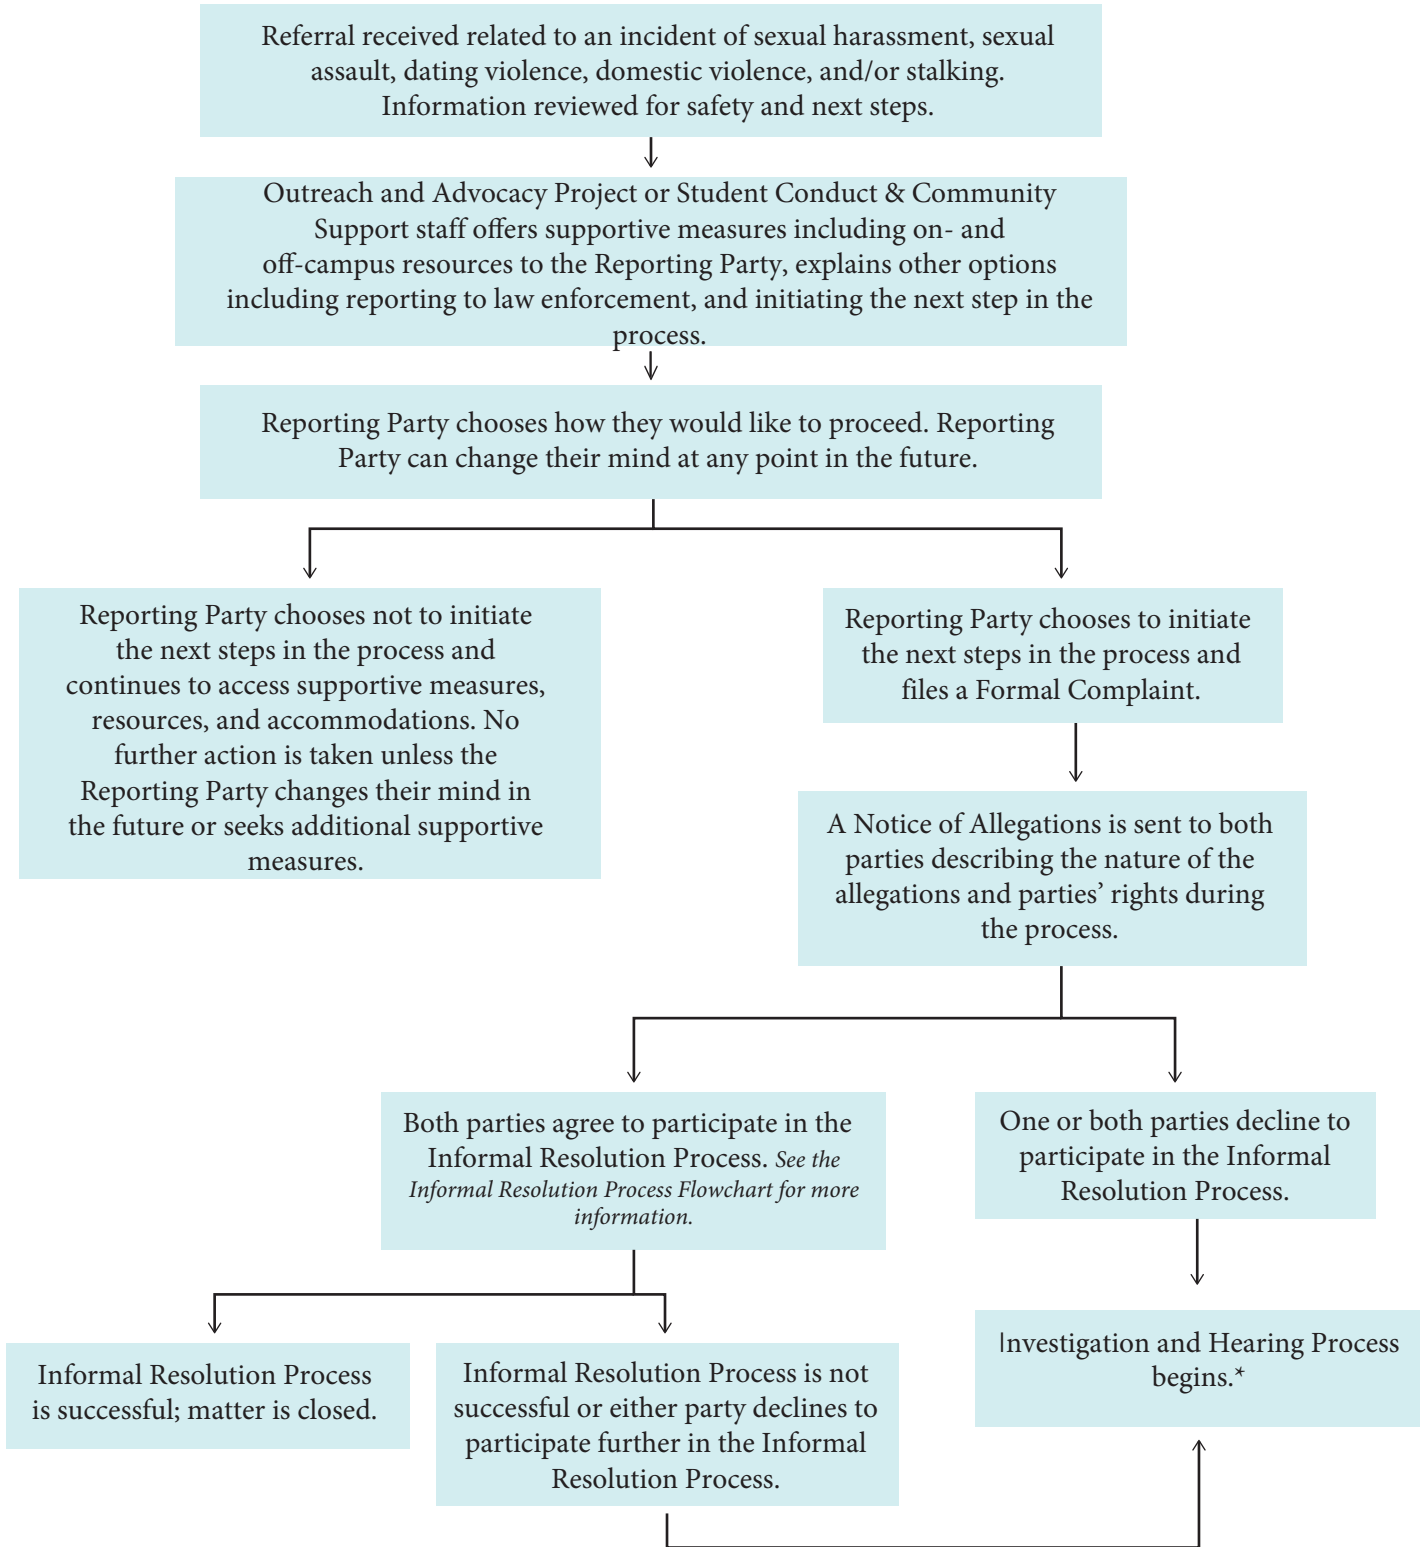 Referral received related to an incident of sexual harassment, sexual
assault, dating violence, domestic violence, and/or stalking.
Information reviewed for safety and next steps.
Outreach and Advocacy Project or Student Conduct & Community
Support staff offers supportive measures including on- and
off-campus resources to the Reporting Party, explains other options
including reporting to law enforcement, and initiating the next step in the
process.
Reporting Party chooses how they would like to proceed. Reporting
Party can change their mind at any point in the future.
Reporting Party chooses not to initiate
the next steps in the process and
continues to access supportive measures,
resources, and accommodations. No
further action is taken unless the
Reporting Party changes their mind in
the future or seeks additional supportive
measures.
Reporting Party chooses to initiate
the next steps in the process and
files a Formal Complaint.
A Notice of Allegations is sent to both
parties describing the nature of the
allegations and parties’ rights during
the process.
Both parties agree to participate in the
Informal Resolution Process. See the
Informal Resolution Process Flowchart for more
information.
One or both parties decline to
participate in the Informal
Resolution Process.
Informal Resolution Process
is successful; matter is closed.
Informal Resolution Process is not
successful or either party declines to
participate further in the Informal
Resolution Process.
Investigation and Hearing Process
begins.*